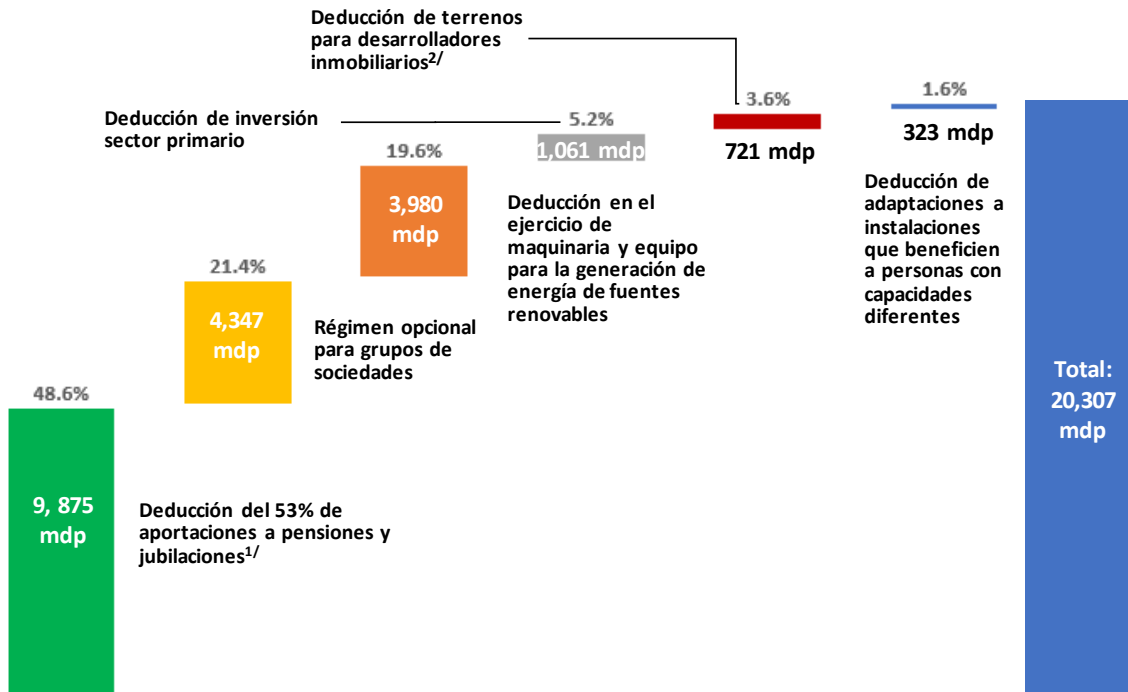 Deducción de terrenos
para desarrolladores
inmobiliarios2/
Deducción de inversión
sector primario
5.2%
3.6%
1.6%
1,061 mdp
721 mdp
323 mdp
19.6%
3,980
mdp
Deducción en el
ejercicio de
maquinaria y equipo
para la generación de
energía de fuentes
renovables
Deducción de
adaptaciones a
instalaciones
que beneficien
a personas con
capacidades
diferentes
21.4%
4,347
mdp
Régimen opcional
para grupos de
sociedades
48.6%
9, 875
mdp
Deducción del 53% de
aportaciones a pensiones y
jubilaciones1/
Total:
20,307
mdp